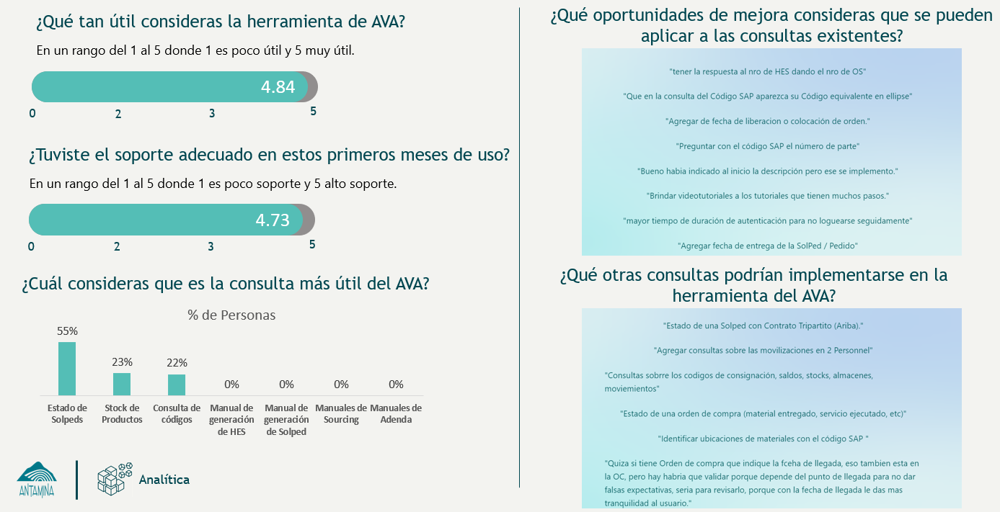 ¿Qué tan útil consideras la herramienta de AVA?
En un rango del 1 al 5 donde 1 es poco útil y 5 muy útil.
4.84
0 2 3 5
¿Tuviste el soporte adecuado en estos primeros meses de uso?
En un rango del 1 al 5 donde 1 es poco soporte y 5 alto soporte.
4.73
0 2 3 5
¿Cuál consideras que es la consulta más útil del AVA?
% de Personas
55% 23% 22% 0% 0% 0% 0%
Estado de Solpeds
Stock de Productos
Consulta de códigos
Manual de generación de HES
Manual de generación de Solped
Manuales de Sourcing
Manuales de Adenda
ANTAMINA
Analítica
¿Qué oportunidades de mejora consideras que se pueden
aplicar a las consultas existentes?
"tener la respuesta al nro de HES dando el nro de OS"
"Que en la consulta del Código SAP aparezca su Código equivalente en ellipse"
"Agregar de fecha de liberacion o colocación de orden."
"Preguntar con el código SAP el número de parte"
"Bueno habia indicado al inicio la descripción pero ese se implemento."
"Brindar videotutoriales a los tutoriales que tienen muchos pasos."
"mayor tiempo de duración de autenticación para no loguearse seguidamente"
"Agregar fecha de entrega de la SolPed / Pedido"
¿Qué otras consultas podrían implementarse en la
herramienta del AVA?
"Estado de una Solped con Contrato Tripartito (Ariba)."
"Agregar consultas sobre las movilizaciones en 2 Personnel"
"Consultas sobrre los codigos de consignación, saldos, stocks, almacenes,
moviemientos"
"Estado de una orden de compra (material entregado, servicio ejecutado, etc)"
"Identificar ubicaciones de materiales con el código SAP "
"Quiza si tiene Orden de compra que indique la fceha de llegada, eso tambien esta en
la OC, pero hay habria que validar porque depende del punto de llegada para no dar
falsas expectativas, seria para revisarlo, porque con la fecha de llegada le das mas
tranquilidad al usuario."